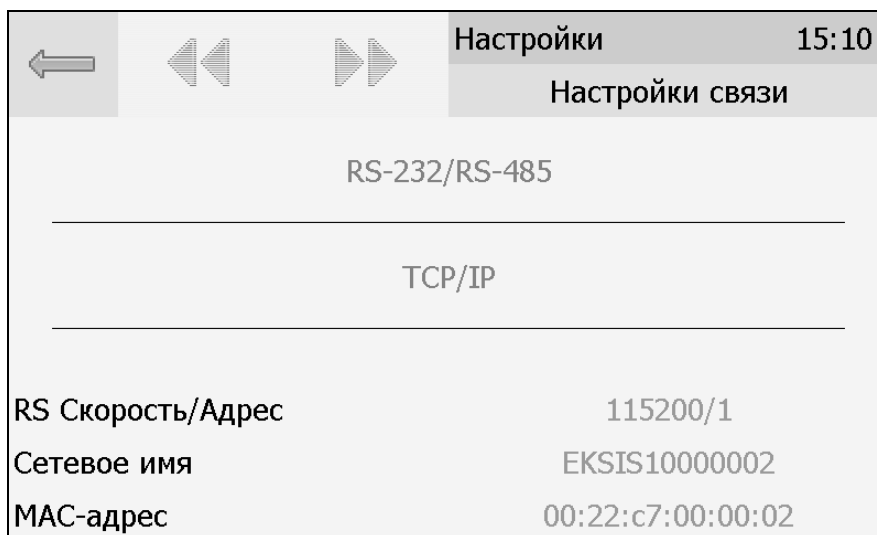 Настройки 15:10
Настройки связи
RS-232/RS-485
TCP/IP
RS Скорость/Адрес 115200/1
Сетевое имя EKSIS10000002
MAC-адрес 00:22:c7:00:00:02